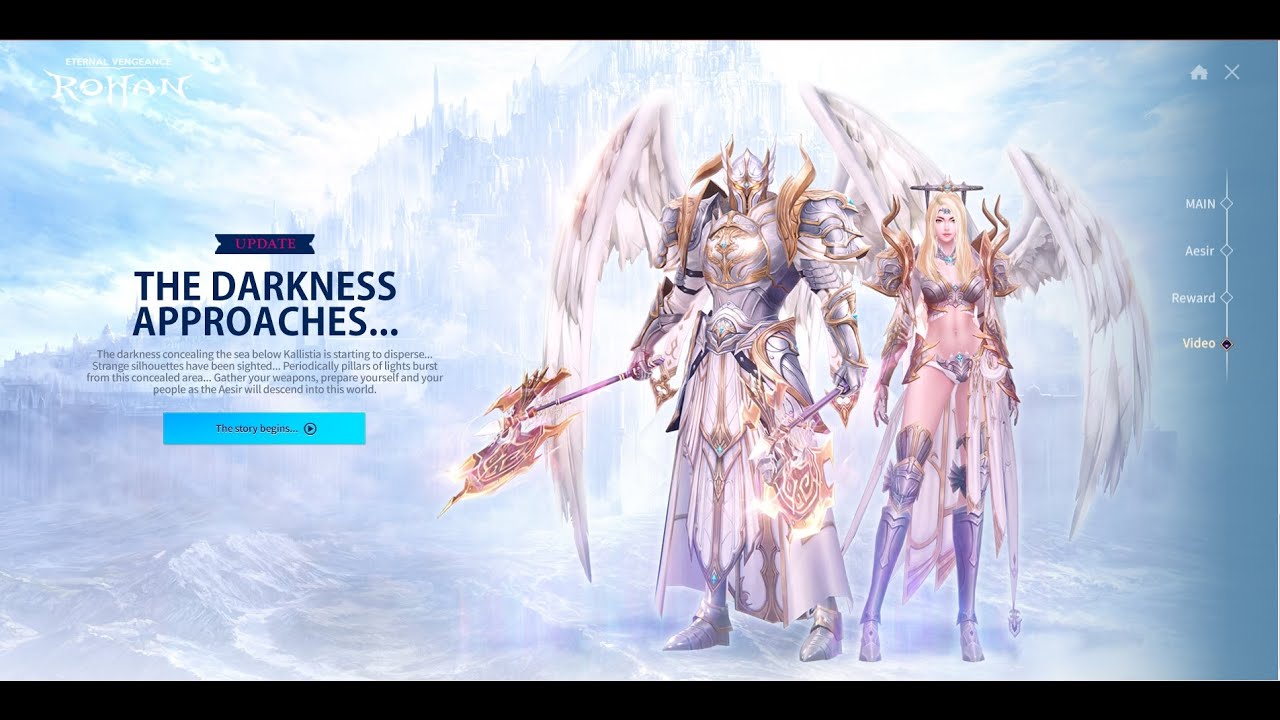 ETERNAL VENGEANCE
ROHAN
UPDATE
THE DARKNESS
APPROACHES...
The darkness concealing the sea below Kallistia is starting to disperse...
Strange silhouettes have been sighted... Periodically pillars of lights burst
from this concealed area... Gather your weapons, prepare yourself and your
people as the Aesir will descend into this world.
The story begins...
MAIN
Aesir
Reward
Video